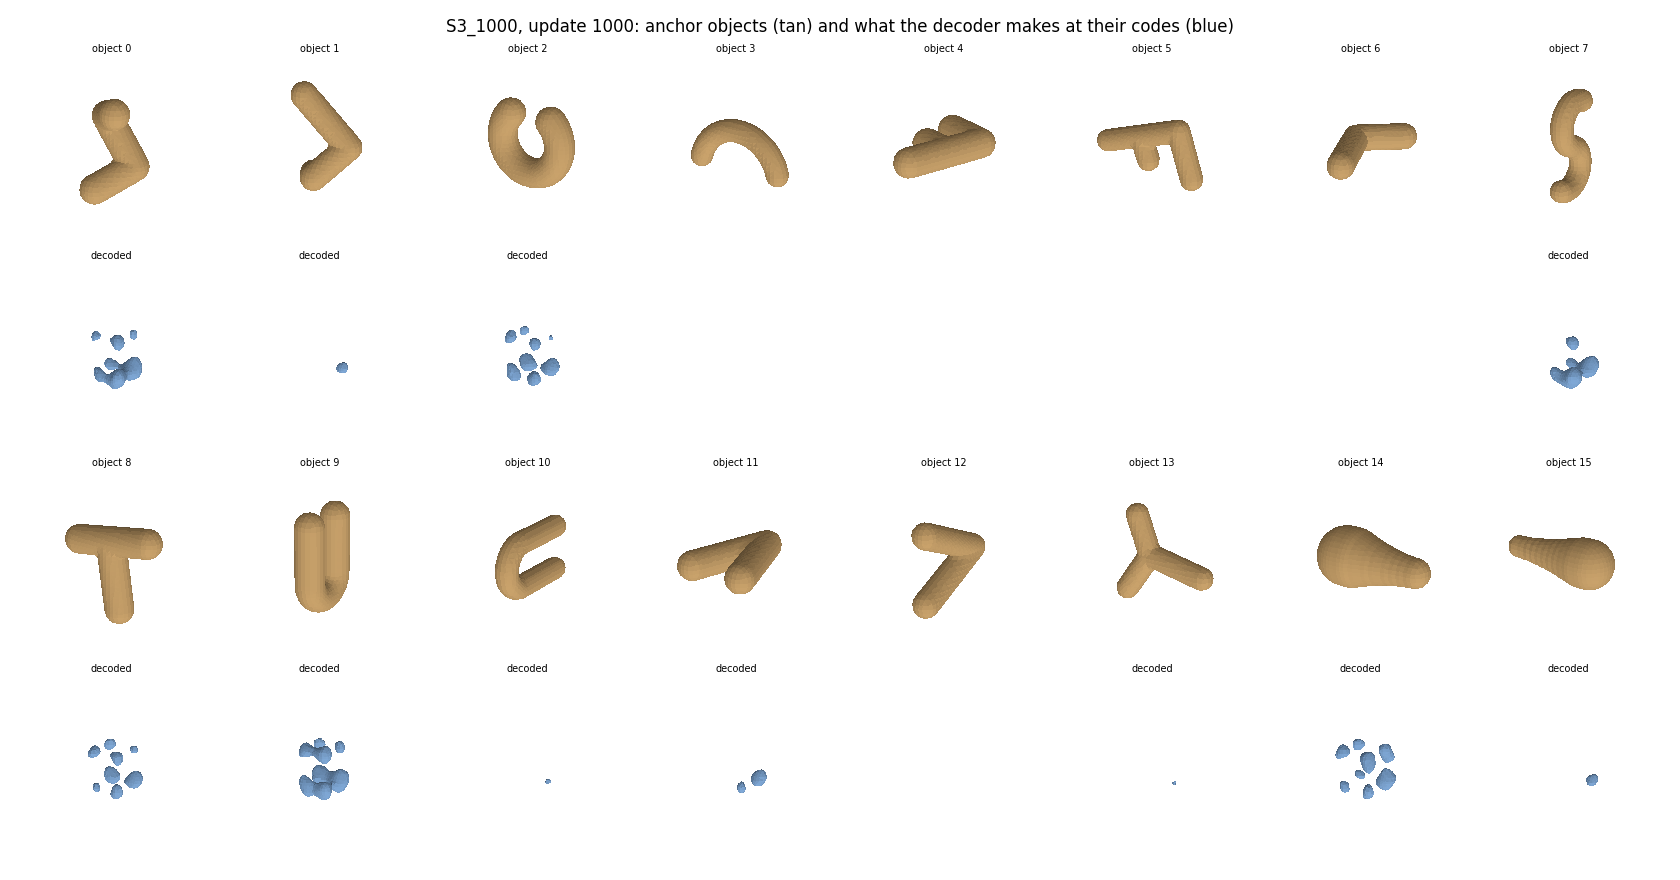 S3_1000, update 1000: anchor objects (tan) and what the decoder makes at their codes (blue)
object 0
object 1
object 2
object 3
object 4
object 5
object 6
object 7
decoded
decoded
decoded
decoded
object 8
object 9
object 10
object 11
object 12
object 13
object 14
object 15
decoded
decoded
decoded
decoded
decoded
decoded
decoded